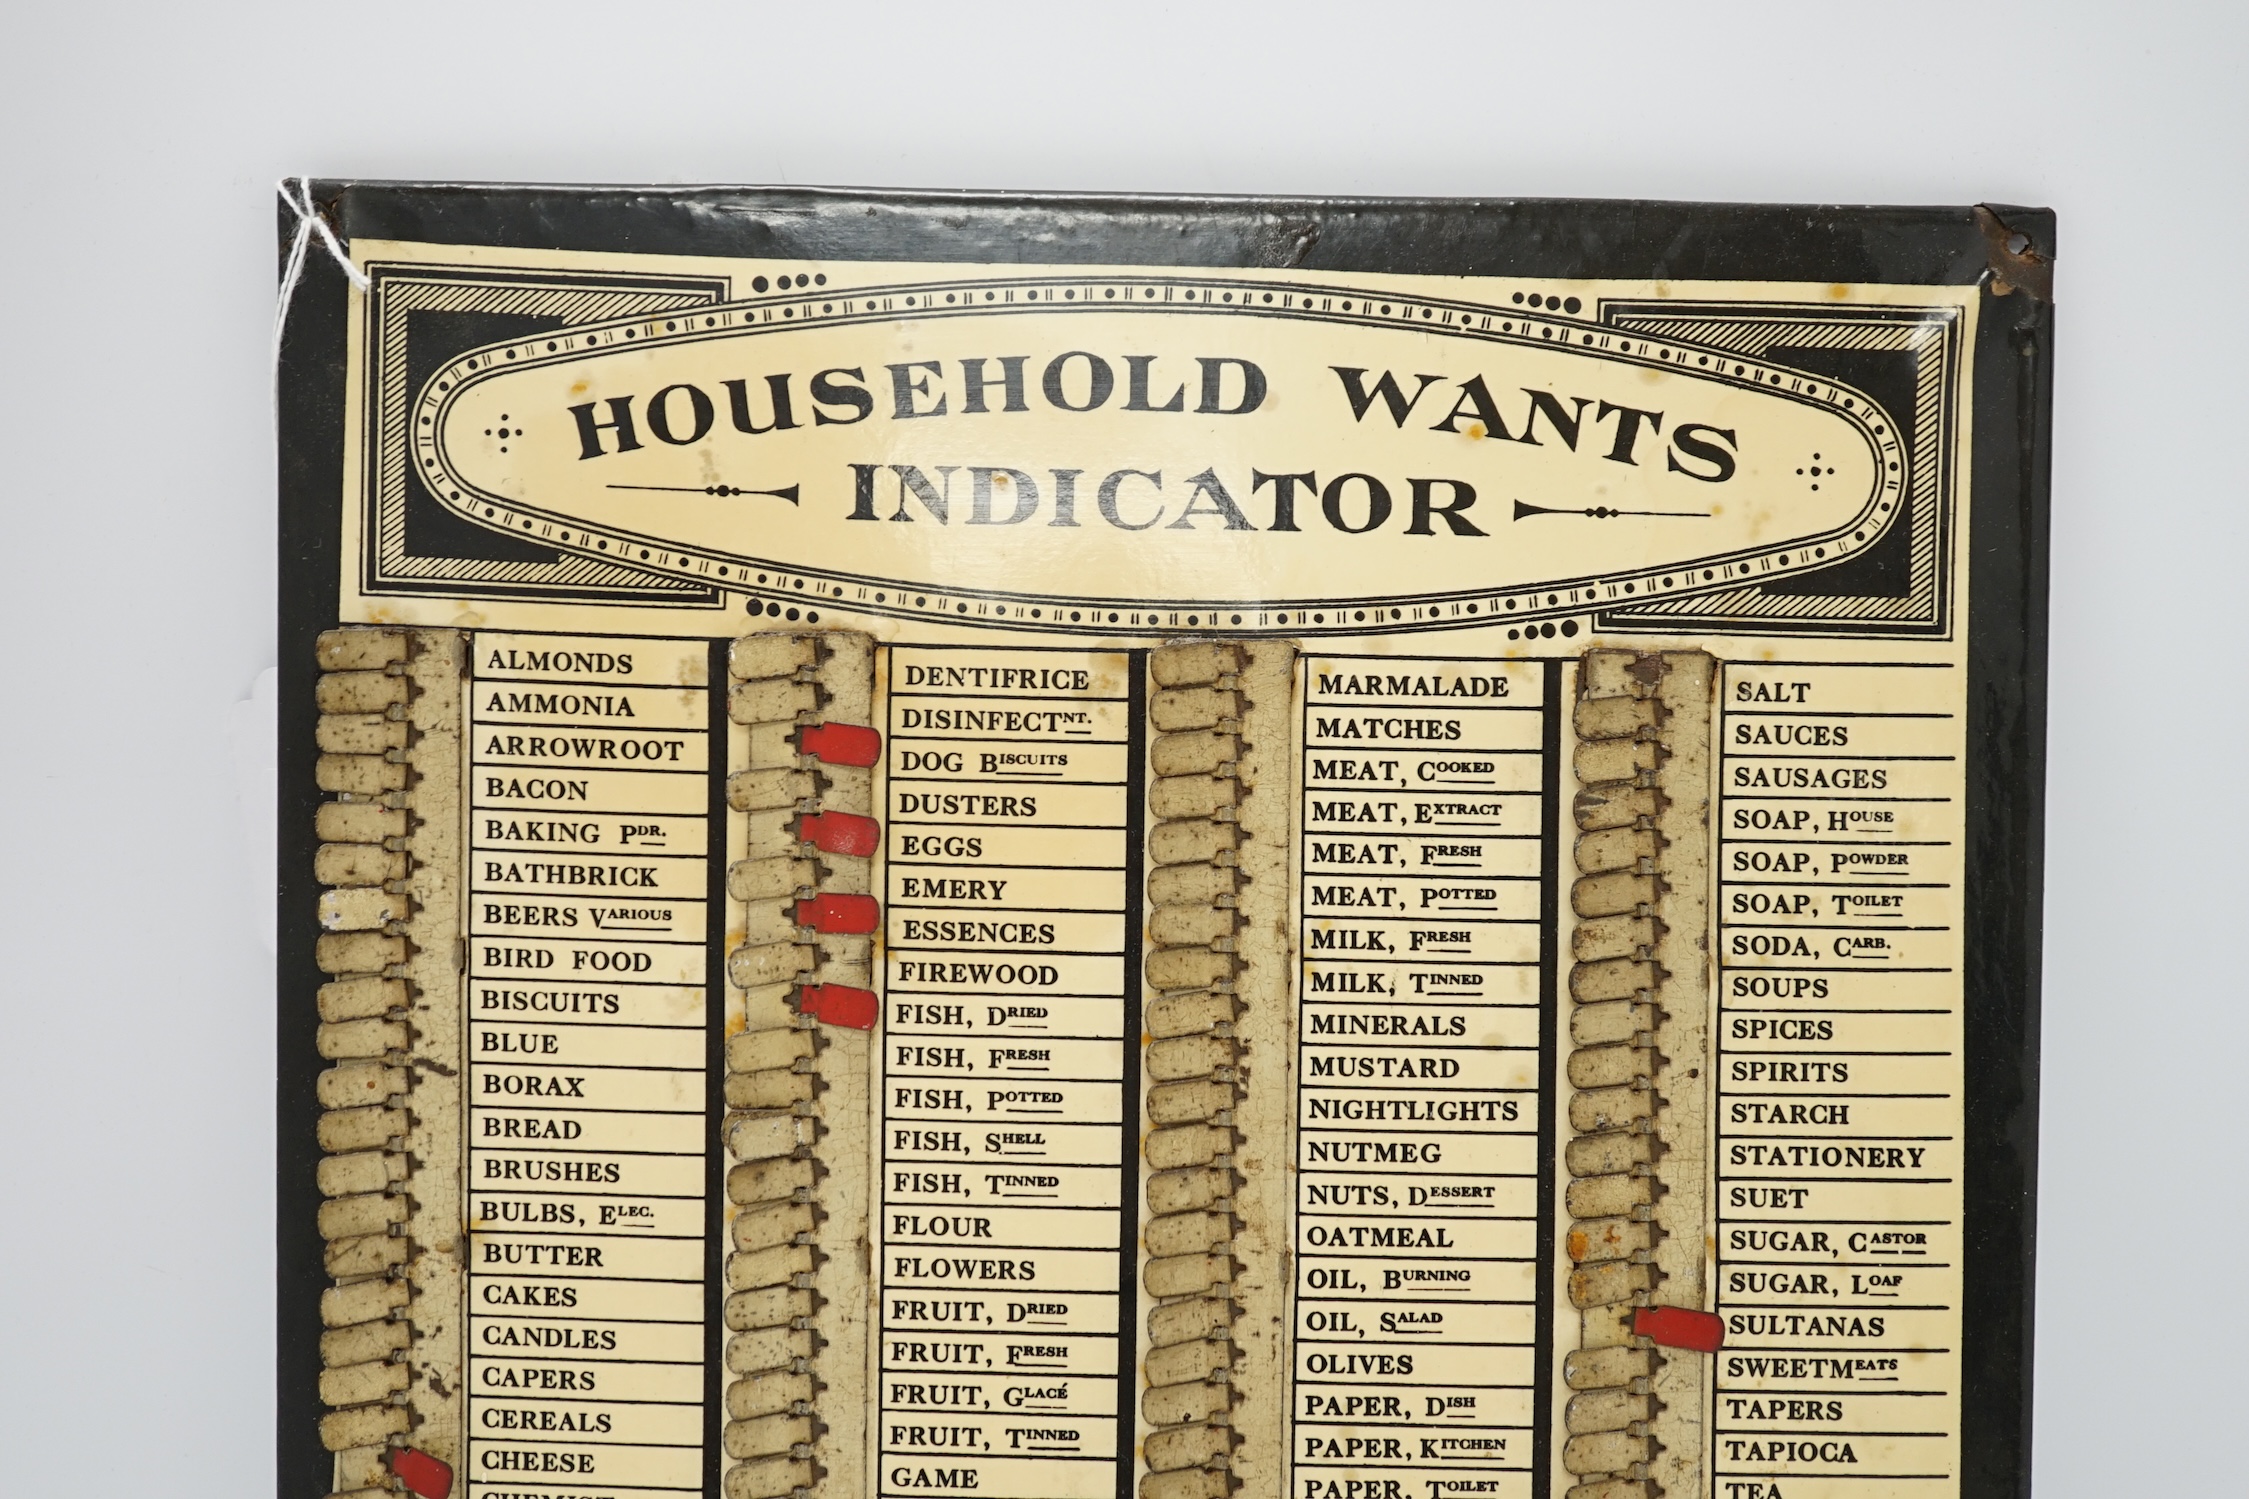 HOUSEHOLD WANTS
INDICATOR
ALMONDS
AMMONIA
ARROWROOT
BACON
BAKING PDR.
BATHBRICK
BEERS VARIOUS
BIRD FOOD
BISCUITS
BLUE
BORAX
BREAD
BRUSHES
BULBS, ELEC.
BUTTER
CAKES
CANDLES
CAPERS
CEREALS
CHEESE
DENTIFRICE
DISINFECTNT.
DOG BISCUITS
DUSTERS
EGGS
EMERY
ESSENCES
FIREWOOD
FISH, DRIED
FISH, FRESH
FISH, POTTED
FISH, SHELL
FISH, TINNED
FLOUR
FLOWERS
FRUIT, DRIED
FRUIT, FRESH
FRUIT, GLACÉ
FRUIT, TINNED
GAME
MARMALADE
MATCHES
MEAT, COOKED
MEAT, EXTRACT
MEAT, FRESH
MEAT, POTTED
MILK, FRESH
MILK, TINNED
MINERALS
MUSTARD
NIGHTLIGHTS
NUTMEG
NUTS, DESSERT
OATMEAL
OIL, BURNING
OIL, SALAD
OLIVES
PAPER, DISH
PAPER, KITCHEN
PAPER, TOILET
SALT
SAUCES
SAUSAGES
SOAP, HOUSE
SOAP, POWDER
SOAP, TOILET
SODA, CARB.
SOUPS
SPICES
SPIRITS
STARCH
STATIONERY
SUET
SUGAR, CASTOR
SUGAR, LOAF
SULTANAS
SWEETMEATS
TAPERS
TAPIOCA
TEA